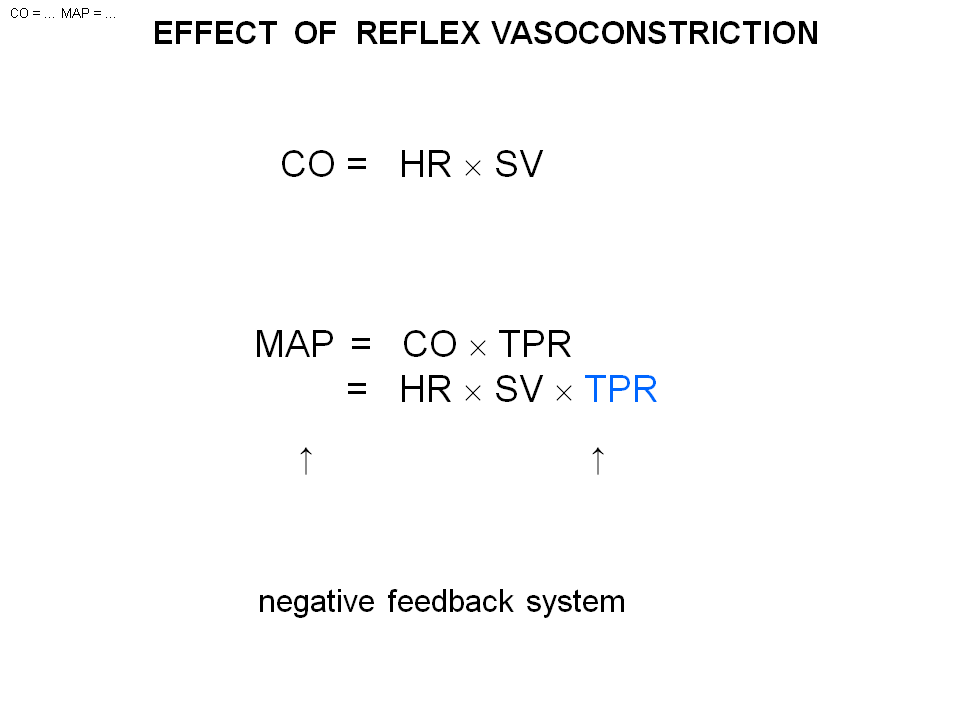 CO = ... MAP = ...
EFFECT OF REFLEX VASOCONSTRICTION
CO = HR × SV
MAP = CO × TPR
= HR × SV × TPR
↑ ↑
negative feedback system